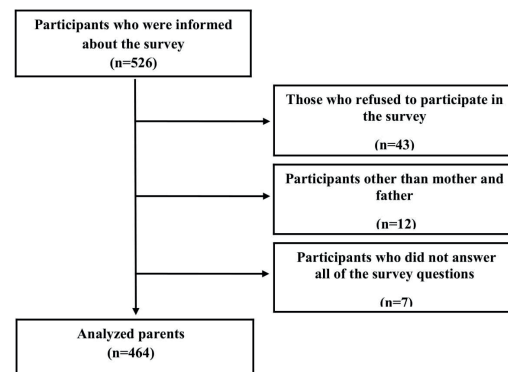 Participants who were informed
about the survey
(n=526)
Those who refused to participate in
the survey
(n=43)
Participants other than mother and
father
(n=12)
Participants who did not answer
all of the survey questions
(n=7)
Analyzed parents
(n=464)